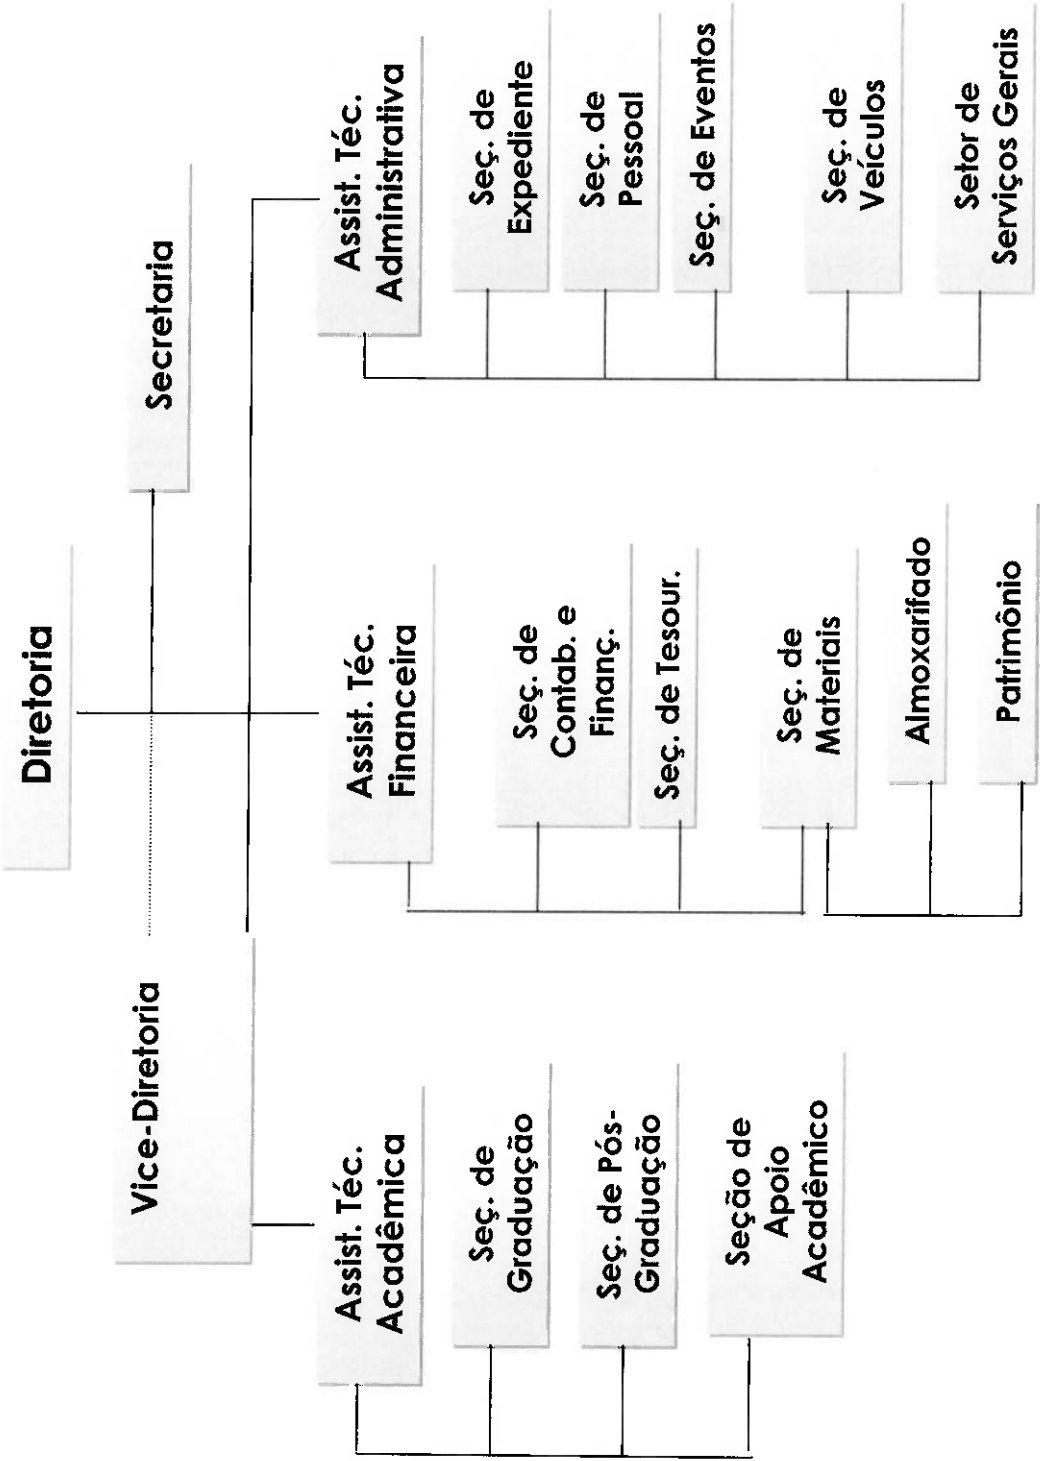 Diretoria
Vice-Diretoria
Secretaria
Assist. Téc.
Acadêmica
Seç. de
Graduação
Seç. de Pós-
Graduação
Seção de
Apoio
Acadêmico
Assist. Téc.
Financeira
Seç. de
Contab. e
Finanç.
Seç. de Tesour.
Seç. de
Materiais
Almoxarifado
Patrimônio
Assist. Téc.
Administrativa
Seç. de
Expediente
Seç. de
Pessoal
Seç. de Eventos
Seç. de
Veículos
Setor de
Serviços Gerais